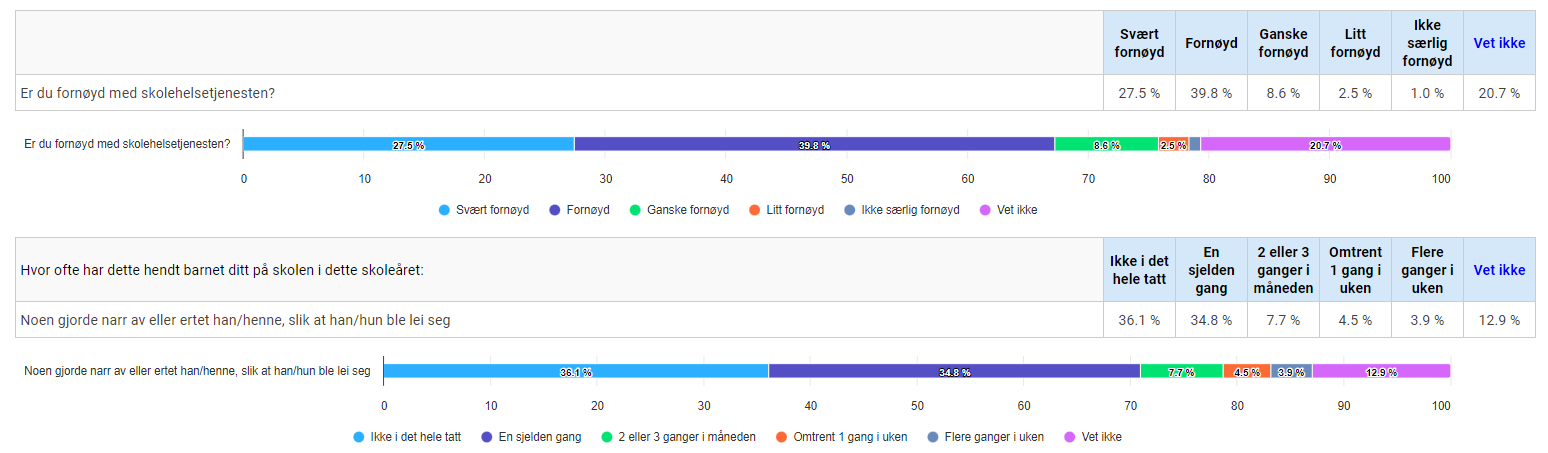 Svært fornøyd
Fornøyd
Ganske fornøyd
Litt fornøyd
Ikke særlig fornøyd
Vet ikke
Er du fornøyd med skolehelsetjenesten?
27.5 % 39.8 % 8.6 % 2.5 % 1.0 % 20.7 %
Er du fornøyd med skolehelsetjenesten?
27.5 % 39.8 % 8.6 % 2.5 % 20.7 %
0 10 20 30 40 50 60 70 80 90 100
Svært fornøyd Fornøyd Ganske fornøyd Litt fornøyd Ikke særlig fornøyd Vet ikke
Hvor ofte har dette hendt barnet ditt på skolen i dette skoleåret:
Ikke i det hele tatt
En sjelden gang
2 eller 3 ganger i måneden
Omtrent 1 gang i uken
Flere ganger i uken
Vet ikke
Noen gjorde narr av eller ertet han/henne, slik at han/hun ble lei seg
36.1 % 34.8 % 7.7 % 4.5 % 3.9 % 12.9 %
Noen gjorde narr av eller ertet han/henne, slik at han/hun ble lei seg
36.1 % 34.8 % 7.7 % 4.5 % 3.9 % 12.9 %
0 10 20 30 40 50 60 70 80 90 100
Ikke i det hele tatt En sjelden gang 2 eller 3 ganger i måneden Omtrent 1 gang i uken Flere ganger i uken Vet ikke